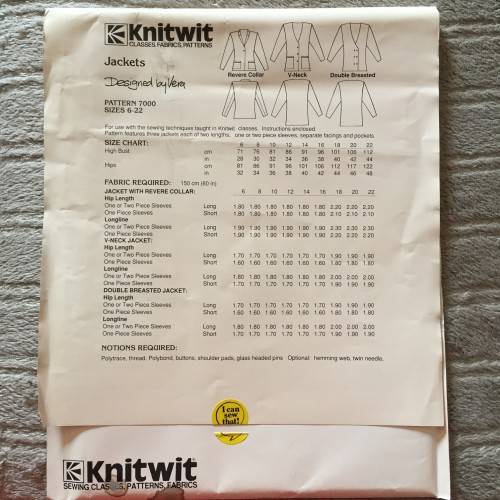 Knitwit®
CLASSES, FABRICS, PATTERNS
Jackets
Designed by Vera
PATTERN 7000
SIZES 6-22
Revere Collar V-Neck Double Breasted
For use with the sewing techniques taught in Knitwit classes. Instructions enclosed.
Pattern features three jackets each of two lengths, one or two piece sleeves, separate facings and pockets.
SIZE CHART: 6 8 10 12 14 16 18 20 22
High Bust cm 71 76 81 86 91 96 101 106 112
in 28 30 32 34 36 38 40 42 44
Hips cm 81 86 91 96 101 106 112 117 122
in 32 34 36 38 40 42 44 46 48
FABRIC REQUIRED: 150 cm (60 in)
JACKET WITH REVERE COLLAR: 6 8 10 12 14 16 18 20 22
Hip Length
One or Two Piece Sleeves Long 1.80 1.80 1.80 1.80 1.80 1.80 2.20 2.20 2.20
One Piece Sleeves Short 1.80 1.80 1.80 1.80 1.80 1.80 2.10 2.10 2.10
Longline
One or Two Piece Sleeves Long 1.90 1.90 1.90 1.90 1.90 1.90 2.30 2.30 2.30
One Piece Sleeves Short 1.90 1.90 1.90 1.90 1.90 1.90 2.20 2.20 2.20
V-NECK JACKET:
Hip Length
One or Two Piece Sleeves Long 1.70 1.70 1.70 1.70 1.70 1.70 1.90 1.90 1.90
One Piece Sleeves Short 1.60 1.60 1.60 1.60 1.60 1.60 1.80 1.80 1.80
Longline
One or Two Piece Sleeves Long 1.80 1.80 1.80 1.80 1.80 1.80 2.00 2.00 2.00
One Piece Sleeves Short 1.70 1.70 1.70 1.70 1.70 1.70 1.90 1.90 1.90
DOUBLE BREASTED JACKET:
Hip Length
One or Two Piece Sleeves Long 1.70 1.70 1.70 1.70 1.70 1.70 1.90 1.90 1.90
One Piece Sleeves Short 1.60 1.60 1.60 1.60 1.60 1.60 1.80 1.80 1.80
Longline
One or Two Piece Sleeves Long 1.80 1.80 1.80 1.80 1.80 1.80 2.00 2.00 2.00
One Piece Sleeves Short 1.70 1.70 1.70 1.70 1.70 1.70 1.90 1.90 1.90
NOTIONS REQUIRED:
Polytrace, thread, Polybond, buttons, shoulder pads, glass headed pins Optional: hemming web, twin needle.
I can
sew
that!
Knitwit®
SEWING CLASSES, PATTERNS, FABRICS